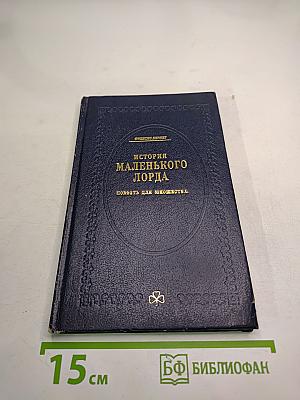 ИСТОРИЯ
МАЛЕНЬКОГО
ЛОРДА
ПОВЕСТЬ ДЛЯ ЮНОШЕСТВА
15 см
БФ БИБЛИОФАН